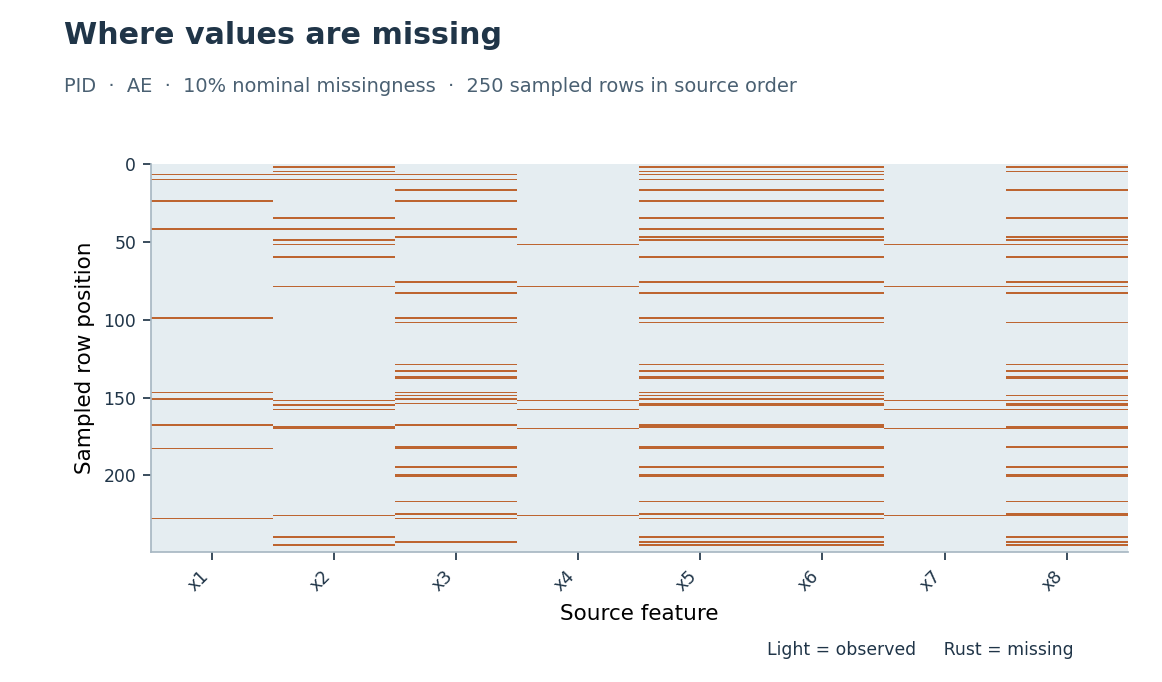 Where values are missing
PID · AE · 10% nominal missingness · 250 sampled rows in source order
0
50
100
150
200
Sampled row position
x1 x2 x3 x4 x5 x6 x7 x8
Source feature
Light = observed Rust = missing